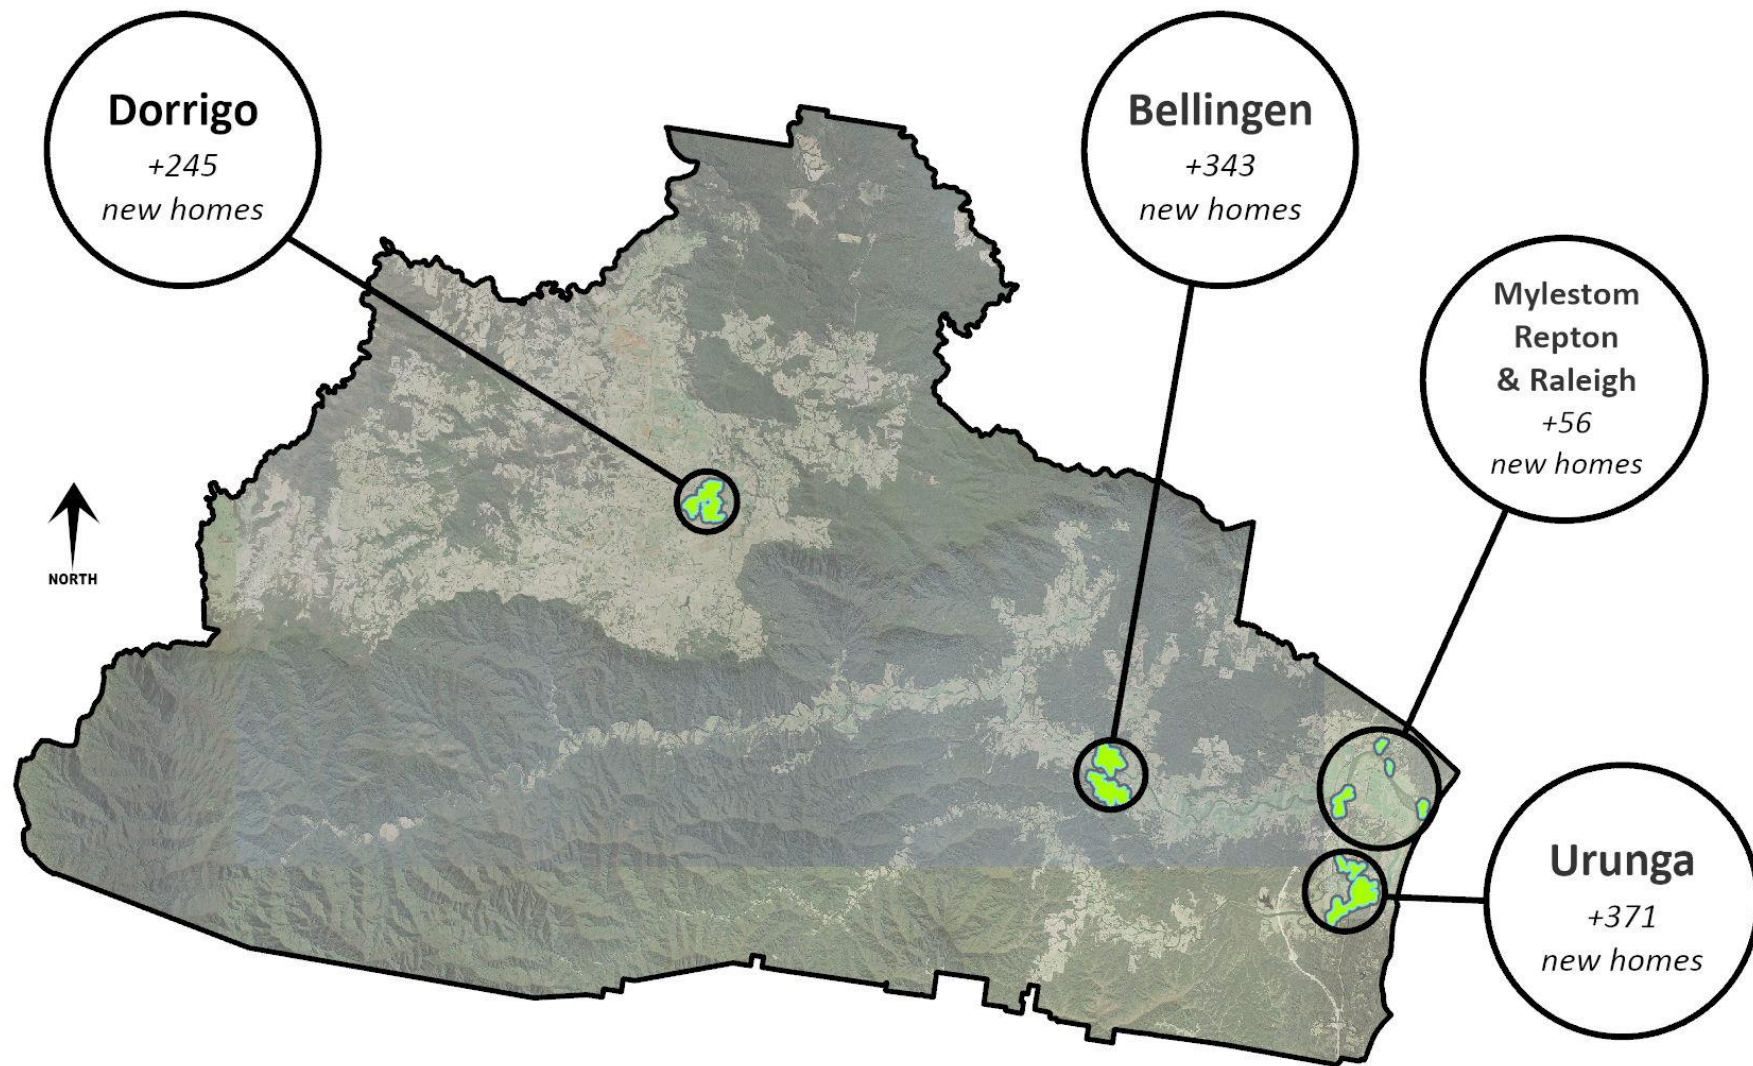 Dorrigo
+245
new homes
Bellingen
+343
new homes
Mylestom
Repton
& Raleigh
+56
new homes
NORTH
Urunga
+371
new homes